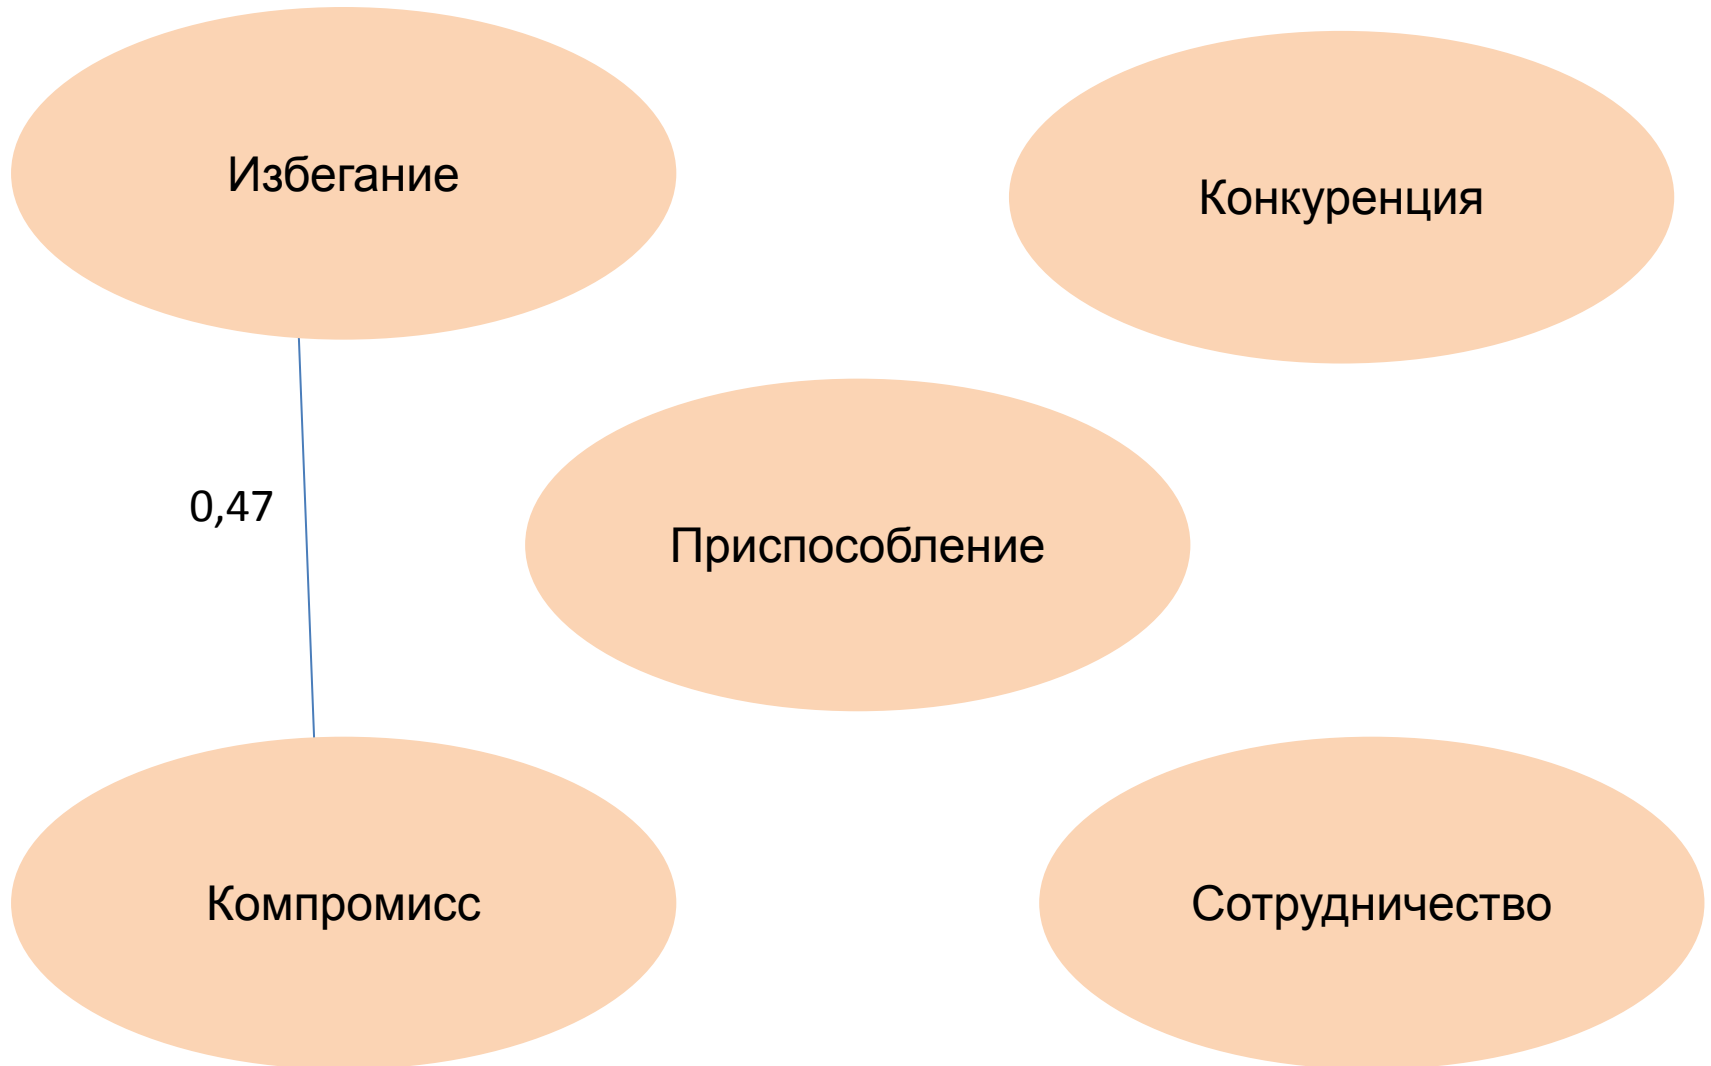 Избегание
Конкуренция
0,47
Приспособление
Компромисс
Сотрудничество